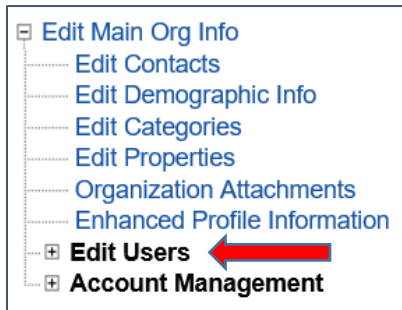 Edit Main Org Info
Edit Contacts
Edit Demographic Info
Edit Categories
Edit Properties
Organization Attachments
Enhanced Profile Information
Edit Users
Account Management